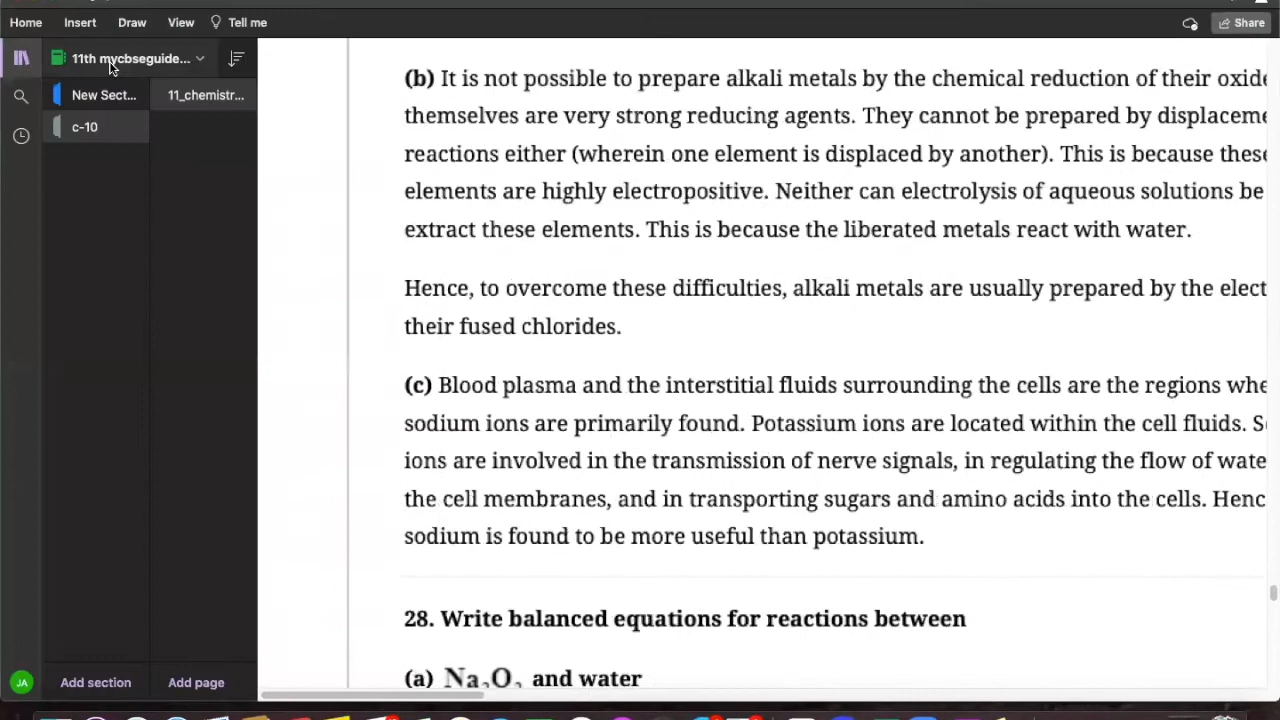 Home Insert Draw View Tell me Share
11th mycbseguide...
New Sect... 11_chemistr...
c-10
(b) It is not possible to prepare alkali metals by the chemical reduction of their oxide
themselves are very strong reducing agents. They cannot be prepared by displaceme
reactions either (wherein one element is displaced by another). This is because these
elements are highly electropositive. Neither can electrolysis of aqueous solutions be
extract these elements. This is because the liberated metals react with water.
Hence, to overcome these difficulties, alkali metals are usually prepared by the elect
their fused chlorides.
(c) Blood plasma and the interstitial fluids surrounding the cells are the regions whe
sodium ions are primarily found. Potassium ions are located within the cell fluids. S
ions are involved in the transmission of nerve signals, in regulating the flow of wate
the cell membranes, and in transporting sugars and amino acids into the cells. Henc
sodium is found to be more useful than potassium.
28. Write balanced equations for reactions between
(a) Na₂O₂ and water
JA Add section Add page